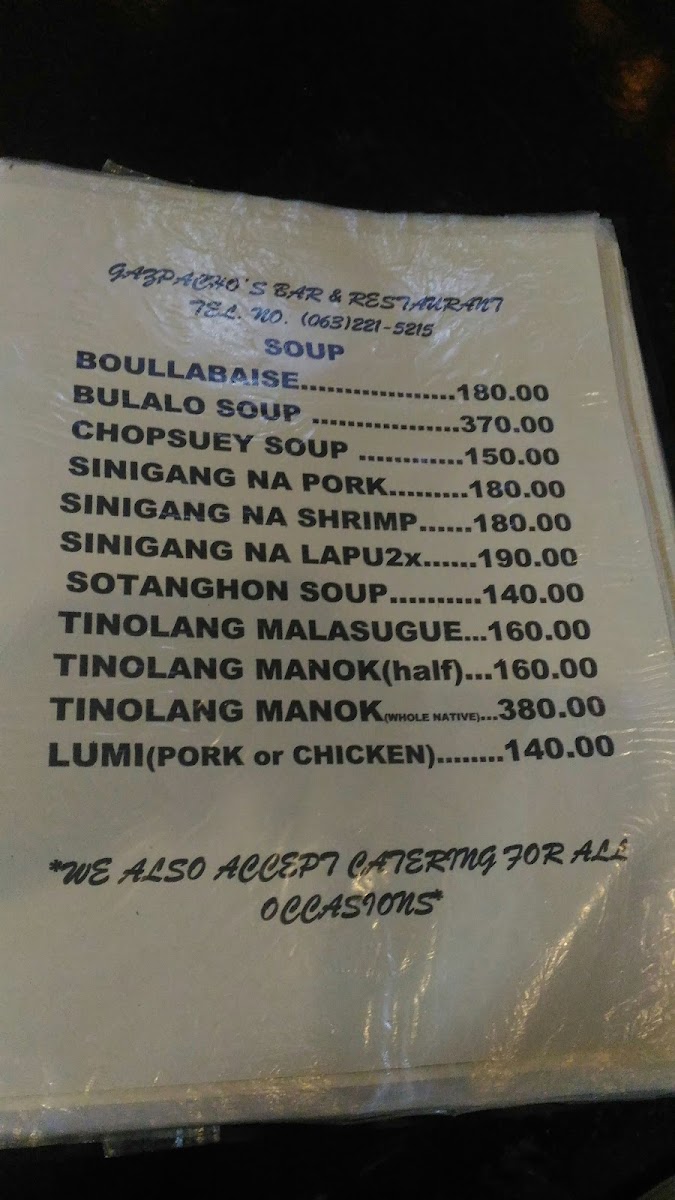 GAZPACHO'S BAR & RESTAURANT
TEL. NO. (063)221-5215
SOUP
BOULLABAISE...................180.00
BULALO SOUP ..................370.00
CHOPSUEY SOUP ............150.00
SINIGANG NA PORK.........180.00
SINIGANG NA SHRIMP......180.00
SINIGANG NA LAPU2x......190.00
SOTANGHON SOUP..........140.00
TINOLANG MALASUGUE...160.00
TINOLANG MANOK(half)...160.00
TINOLANG MANOK(WHOLE NATIVE)...380.00
LUMI(PORK or CHICKEN)........140.00
*WE ALSO ACCEPT CATERING FOR ALL
OCCASIONS*